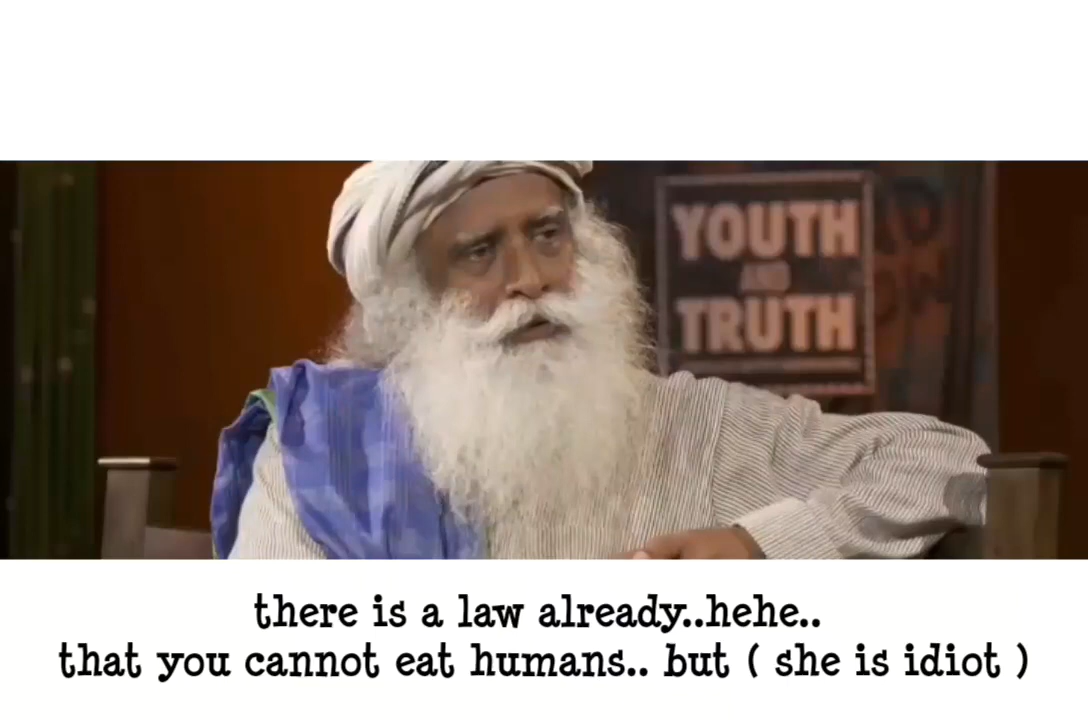 YOUTH
AND
TRUTH
there is a law already..hehe..
that you cannot eat humans.. but ( she is idiot )